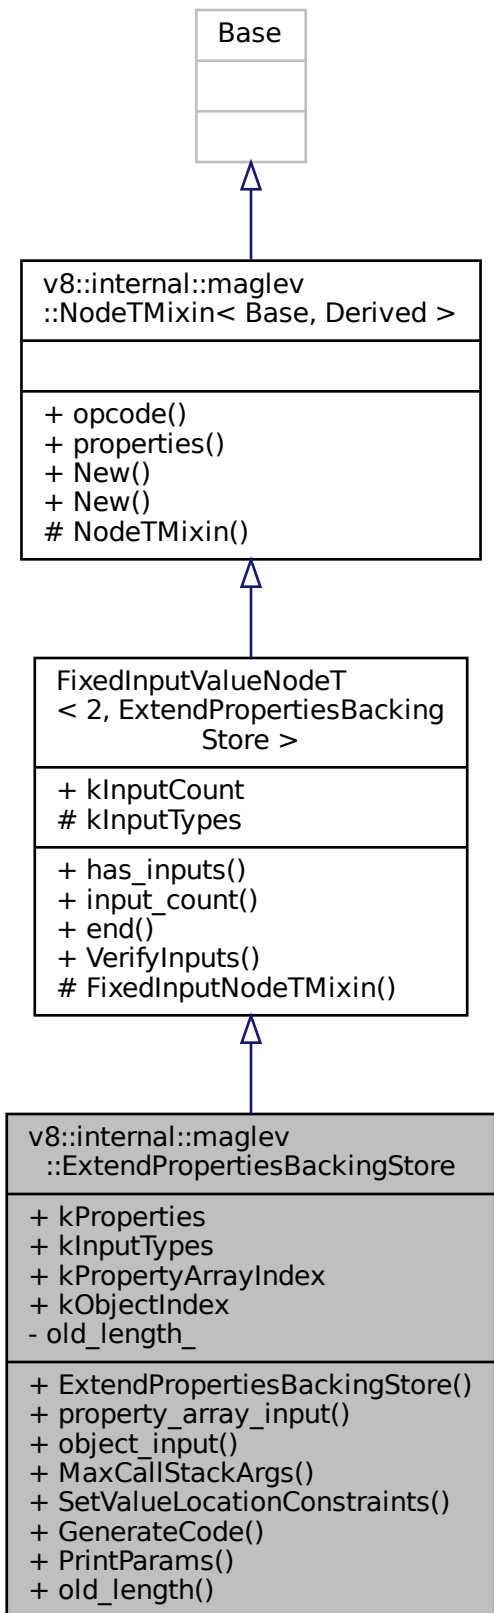 Base
v8::internal::maglev
::NodeTMixin< Base, Derived >
+ opcode()
+ properties()
+ New()
+ New()
# NodeTMixin()
FixedInputValueNodeT
< 2, ExtendPropertiesBacking
Store >
+ kInputCount
# kInputTypes
+ has_inputs()
+ input_count()
+ end()
+ VerifyInputs()
# FixedInputNodeTMixin()
v8::internal::maglev
::ExtendPropertiesBackingStore
+ kProperties
+ kInputTypes
+ kPropertyArrayIndex
+ kObjectIndex
- old_length_
+ ExtendPropertiesBackingStore()
+ property_array_input()
+ object_input()
+ MaxCallStackArgs()
+ SetValueLocationConstraints()
+ GenerateCode()
+ PrintParams()
+ old_length()